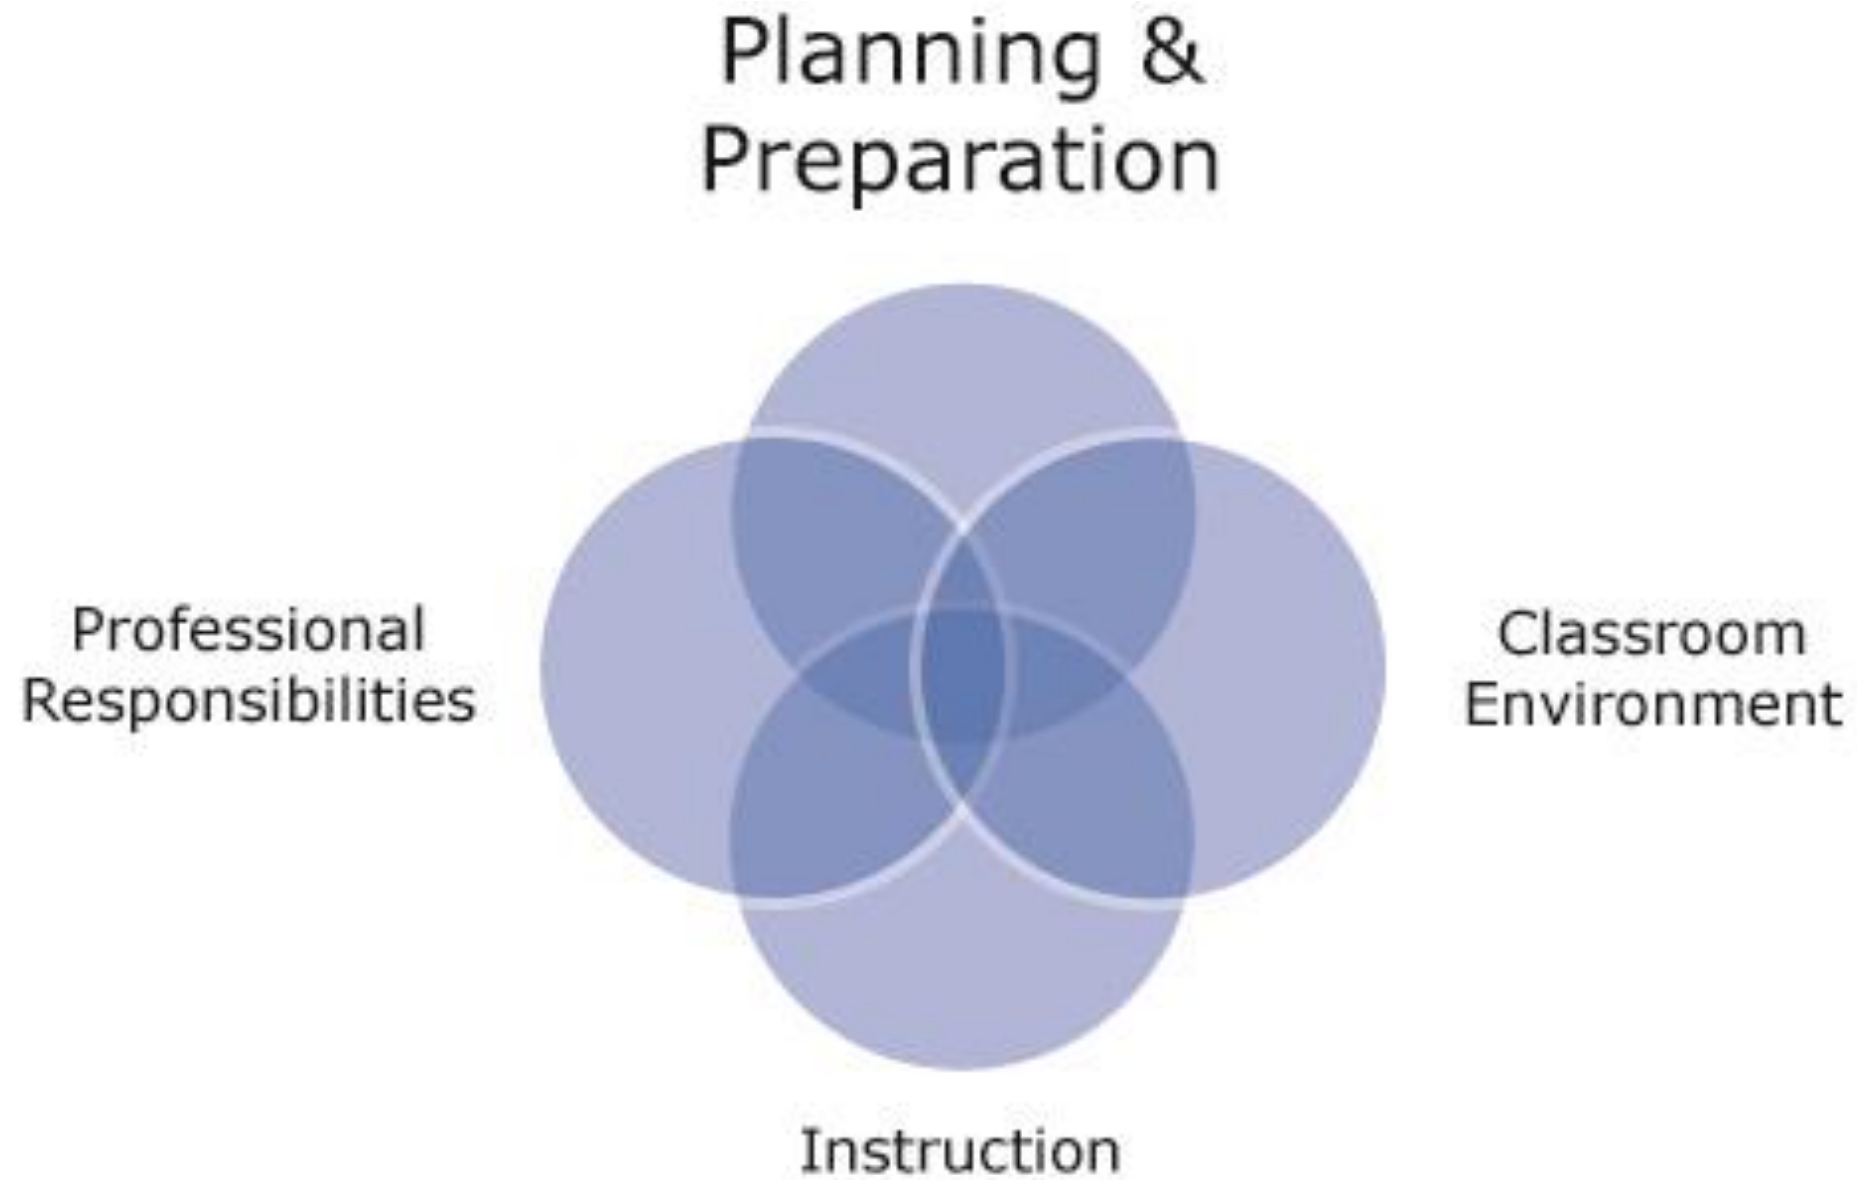 Planning &
Preparation
Professional
Responsibilities
Classroom
Environment
Instruction